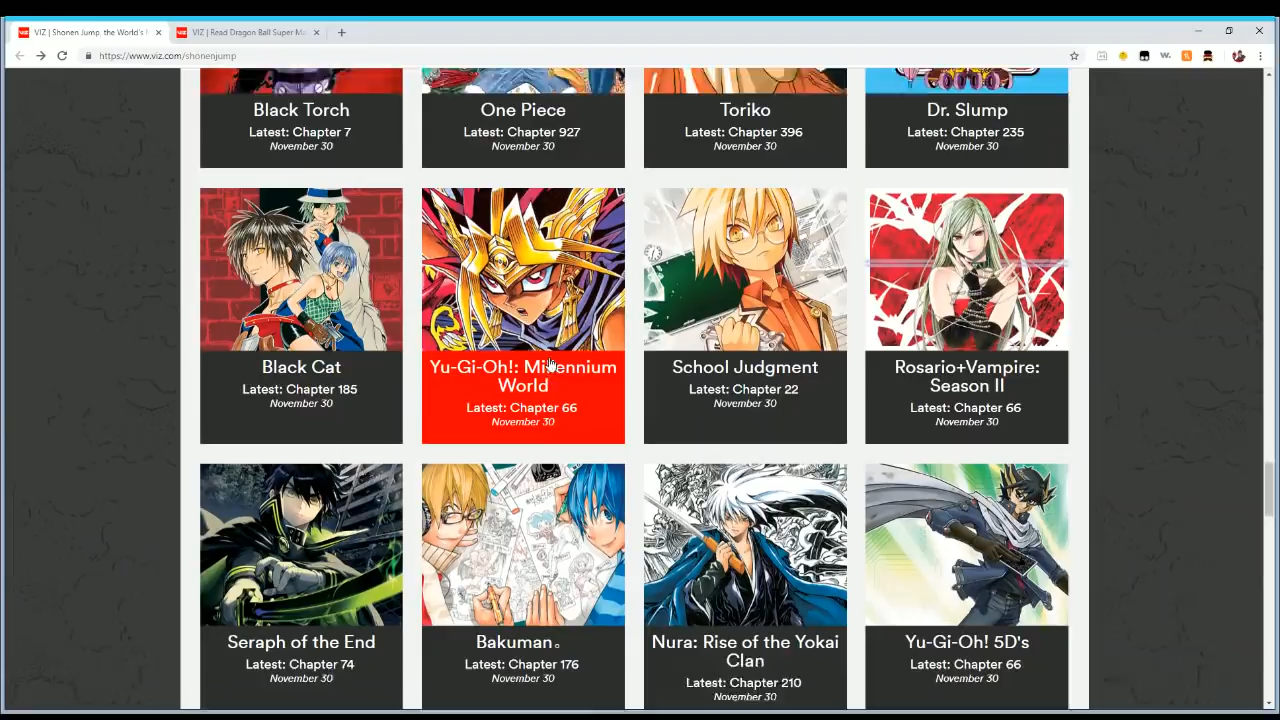 VIZ | Shonen Jump, the World's
VIZ | Read Dragon Ball Super Ma
https://www.viz.com/shonenjump
Black Torch
Latest: Chapter 7
November 30
One Piece
Latest: Chapter 927
November 30
Toriko
Latest: Chapter 396
November 30
Dr. Slump
Latest: Chapter 235
November 30
Black Cat
Latest: Chapter 185
November 30
Yu-Gi-Oh!: Millennium
World
Latest: Chapter 66
November 30
School Judgment
Latest: Chapter 22
November 30
Rosario+Vampire:
Season II
Latest: Chapter 66
November 30
Seraph of the End
Latest: Chapter 74
November 30
Bakuman。
Latest: Chapter 176
November 30
Nura: Rise of the Yokai
Clan
Latest: Chapter 210
November 30
Yu-Gi-Oh! 5D's
Latest: Chapter 66
November 30